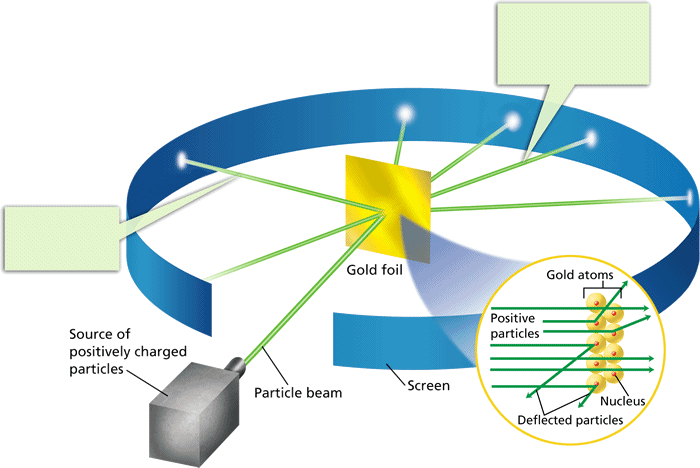 Gold foil
Gold atoms
Positive
particles
Nucleus
Deflected particles
Source of
positively charged
particles
Particle beam
Screen